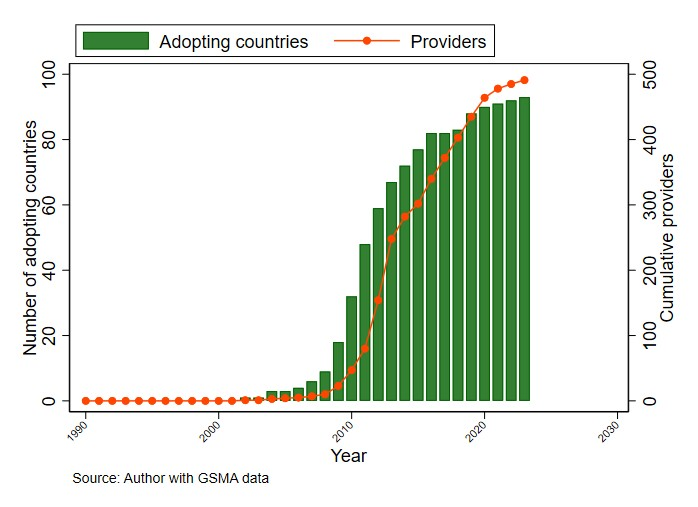 Adopting countries Providers
Number of adopting countries
0 20 40 60 80 100
Cumulative providers
0 100 200 300 400 500
1990 2000 2010 2020 2030
Year
Source: Author with GSMA data